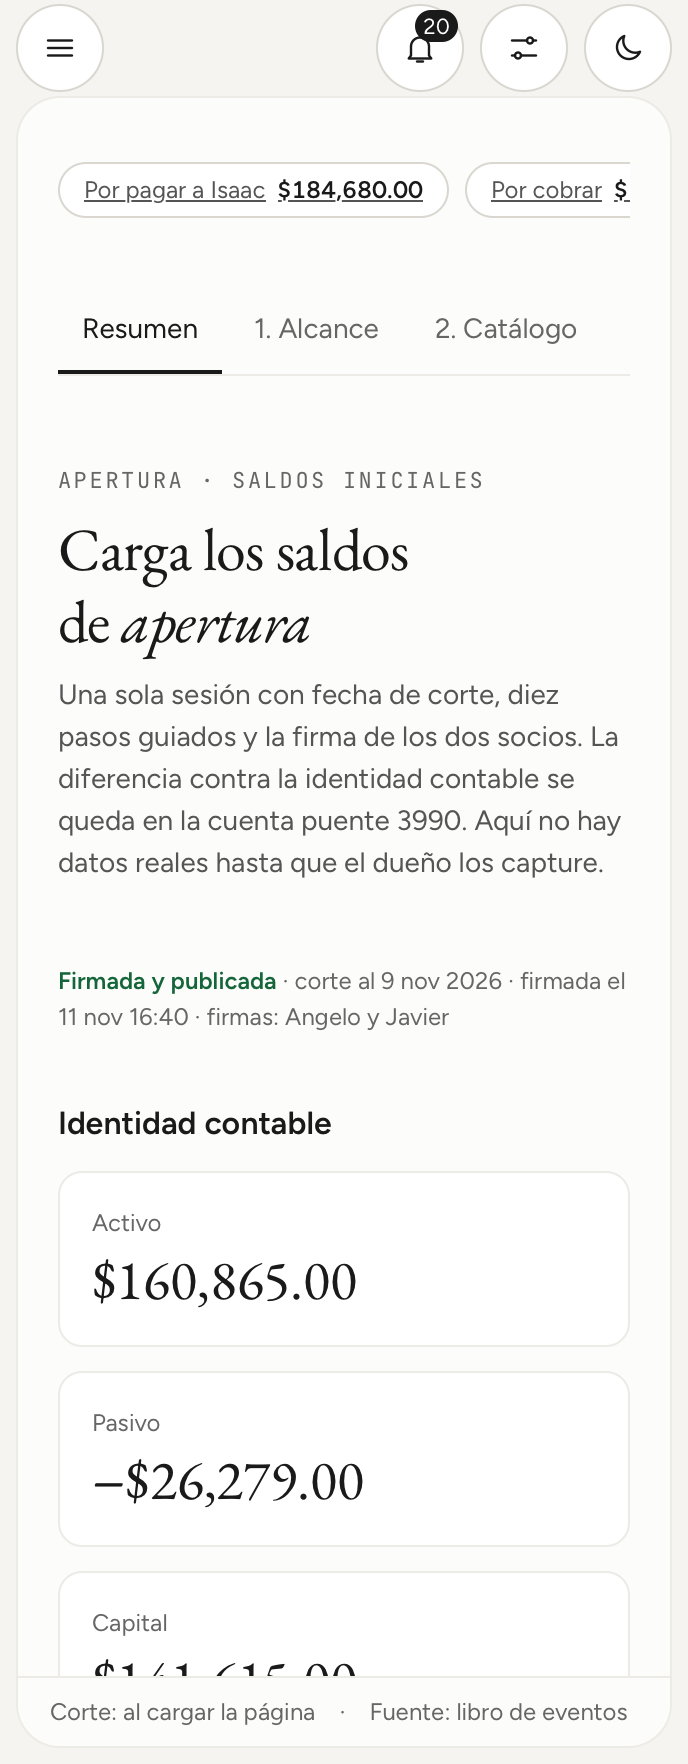 20
Por pagar a Isaac $184,680.00 Por cobrar $
Resumen 1. Alcance 2. Catálogo
APERTURA · SALDOS INICIALES
Carga los saldos
de apertura
Una sola sesión con fecha de corte, diez
pasos guiados y la firma de los dos socios. La
diferencia contra la identidad contable se
queda en la cuenta puente 3990. Aquí no hay
datos reales hasta que el dueño los capture.
Firmada y publicada · corte al 9 nov 2026 · firmada el
11 nov 16:40 · firmas: Angelo y Javier
Identidad contable
Activo
$160,865.00
Pasivo
–$26,279.00
Capital
Corte: al cargar la página · Fuente: libro de eventos